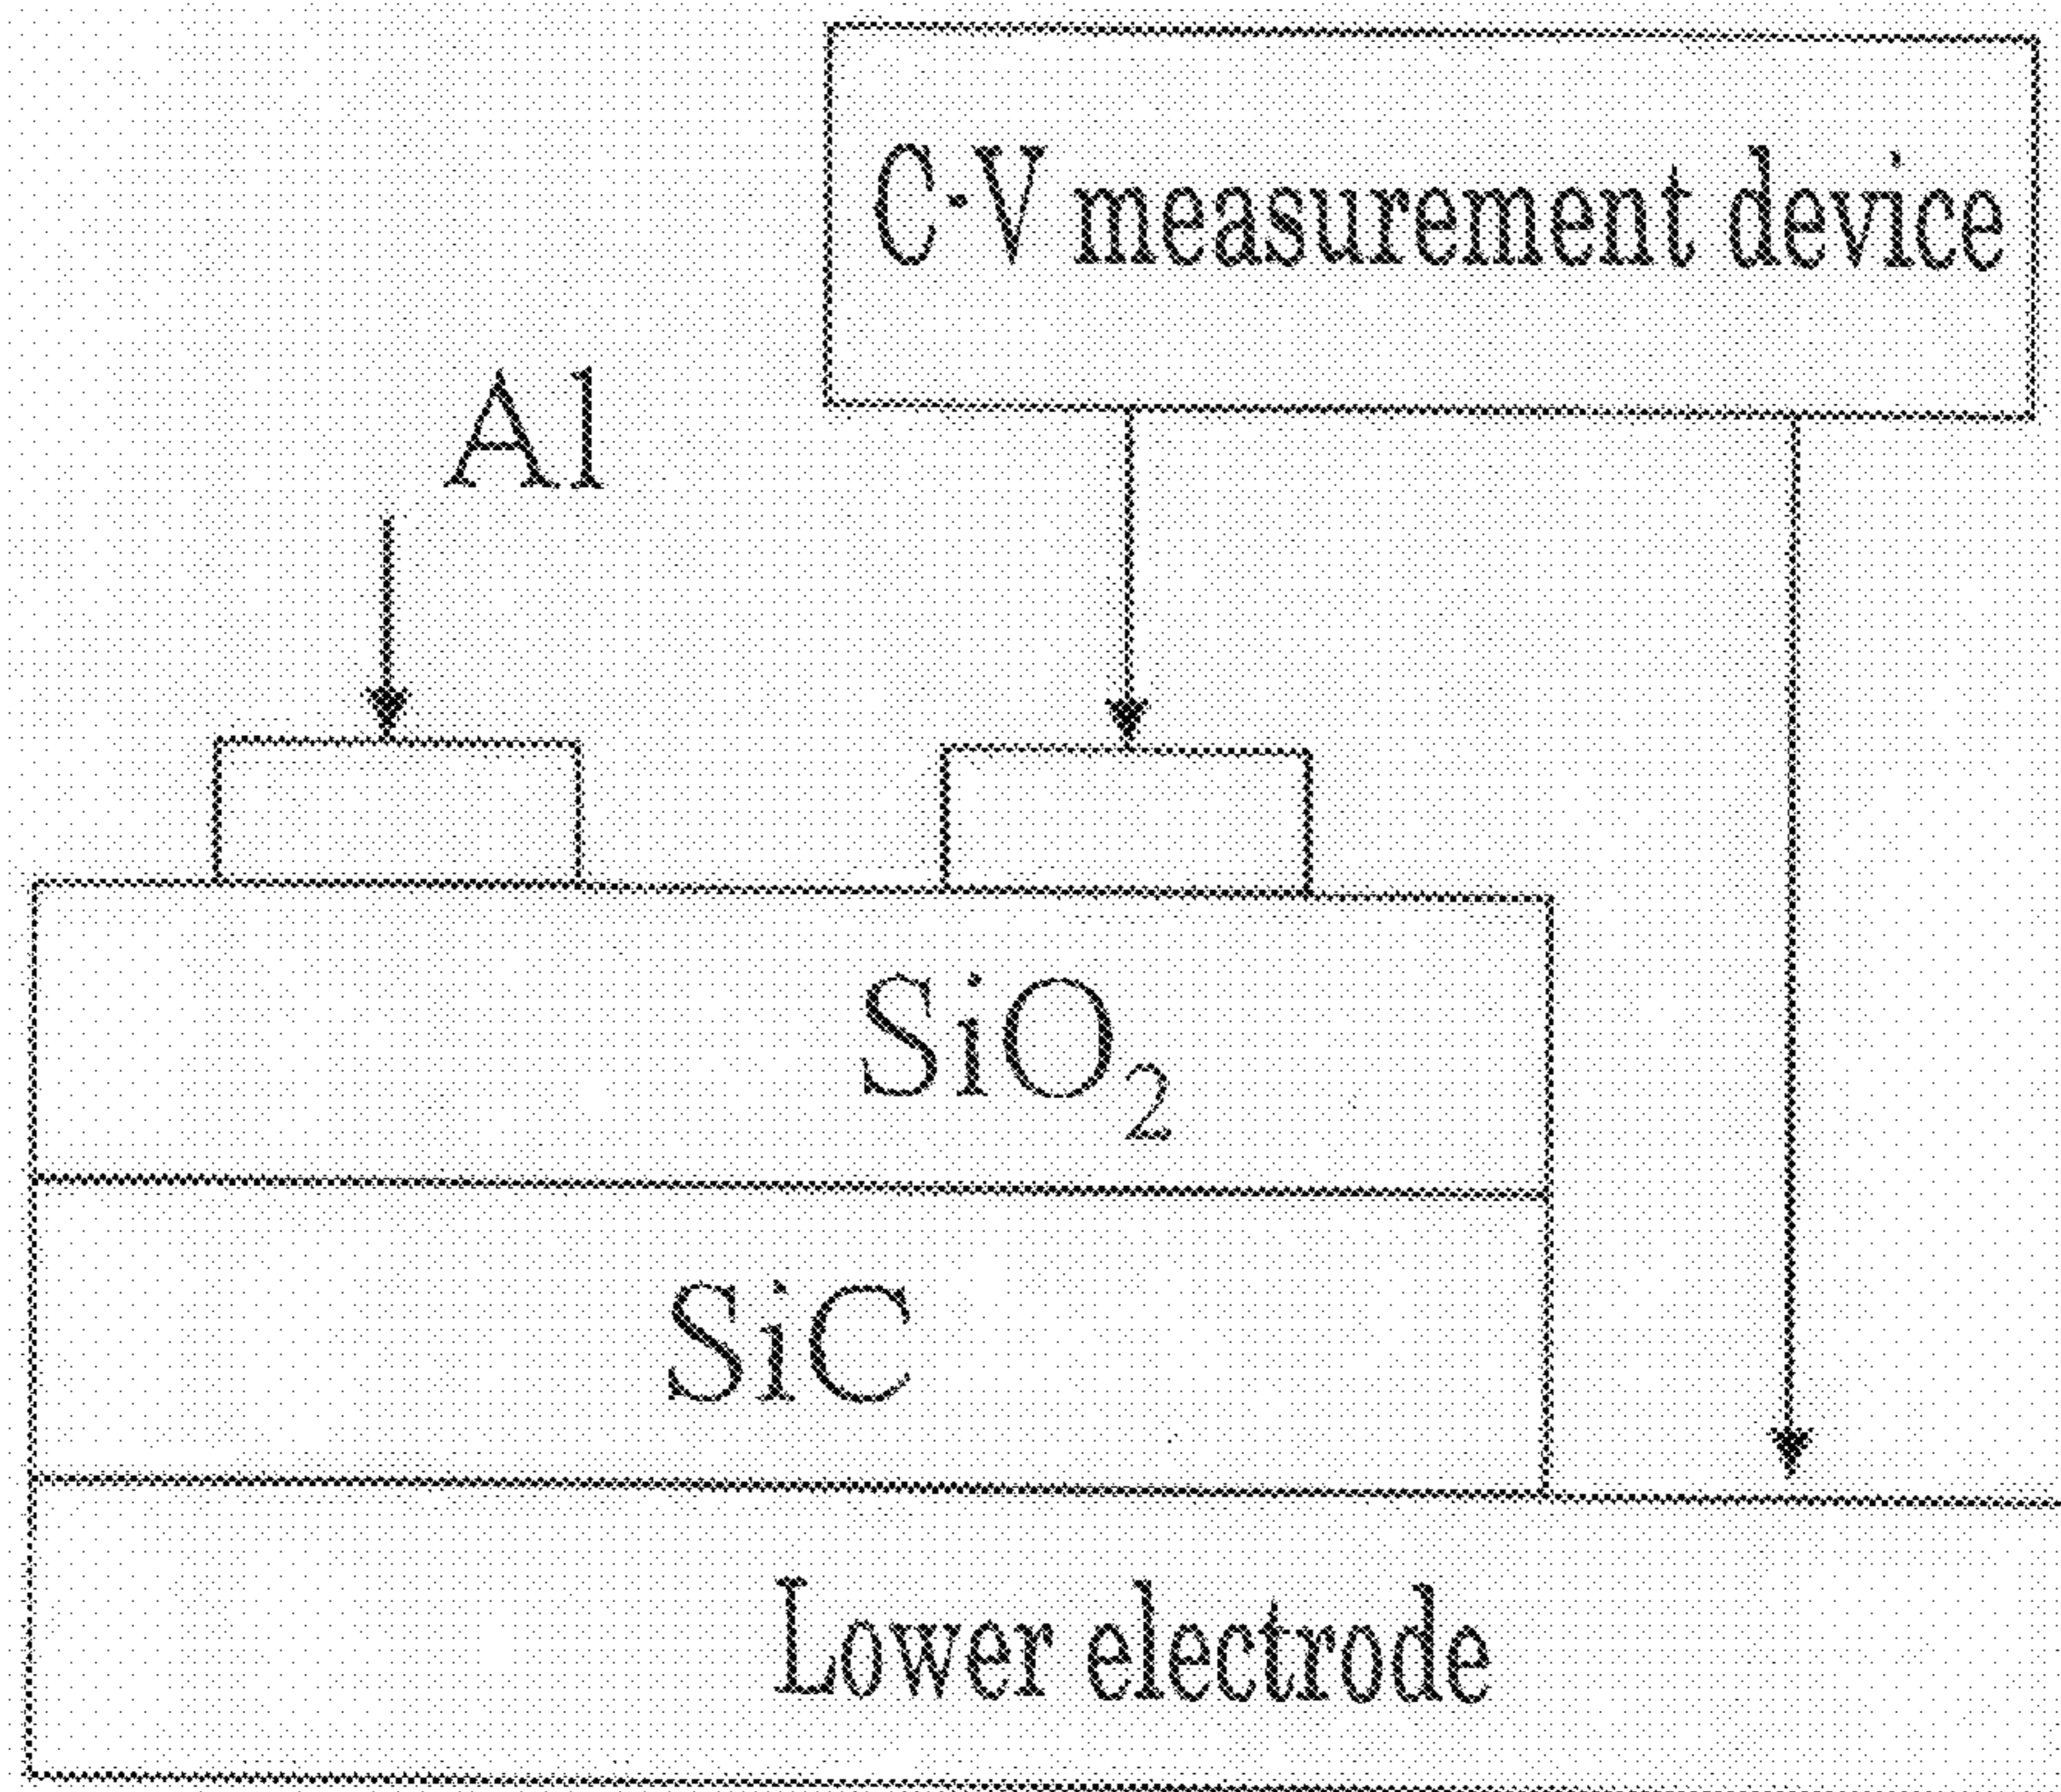 C-V measurement device
Al
SiO₂
SiC
Lower electrode